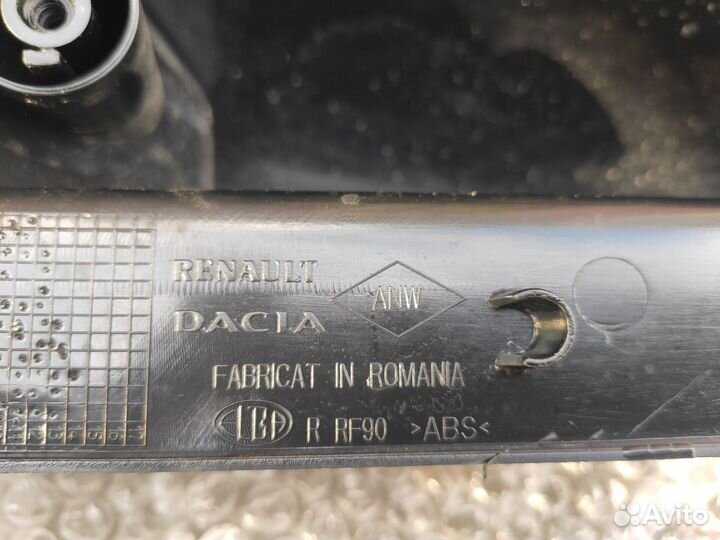 RENAULT
ANW
DACIA
FABRICAT IN ROMANIA
R RF90 >ABS<
Avito